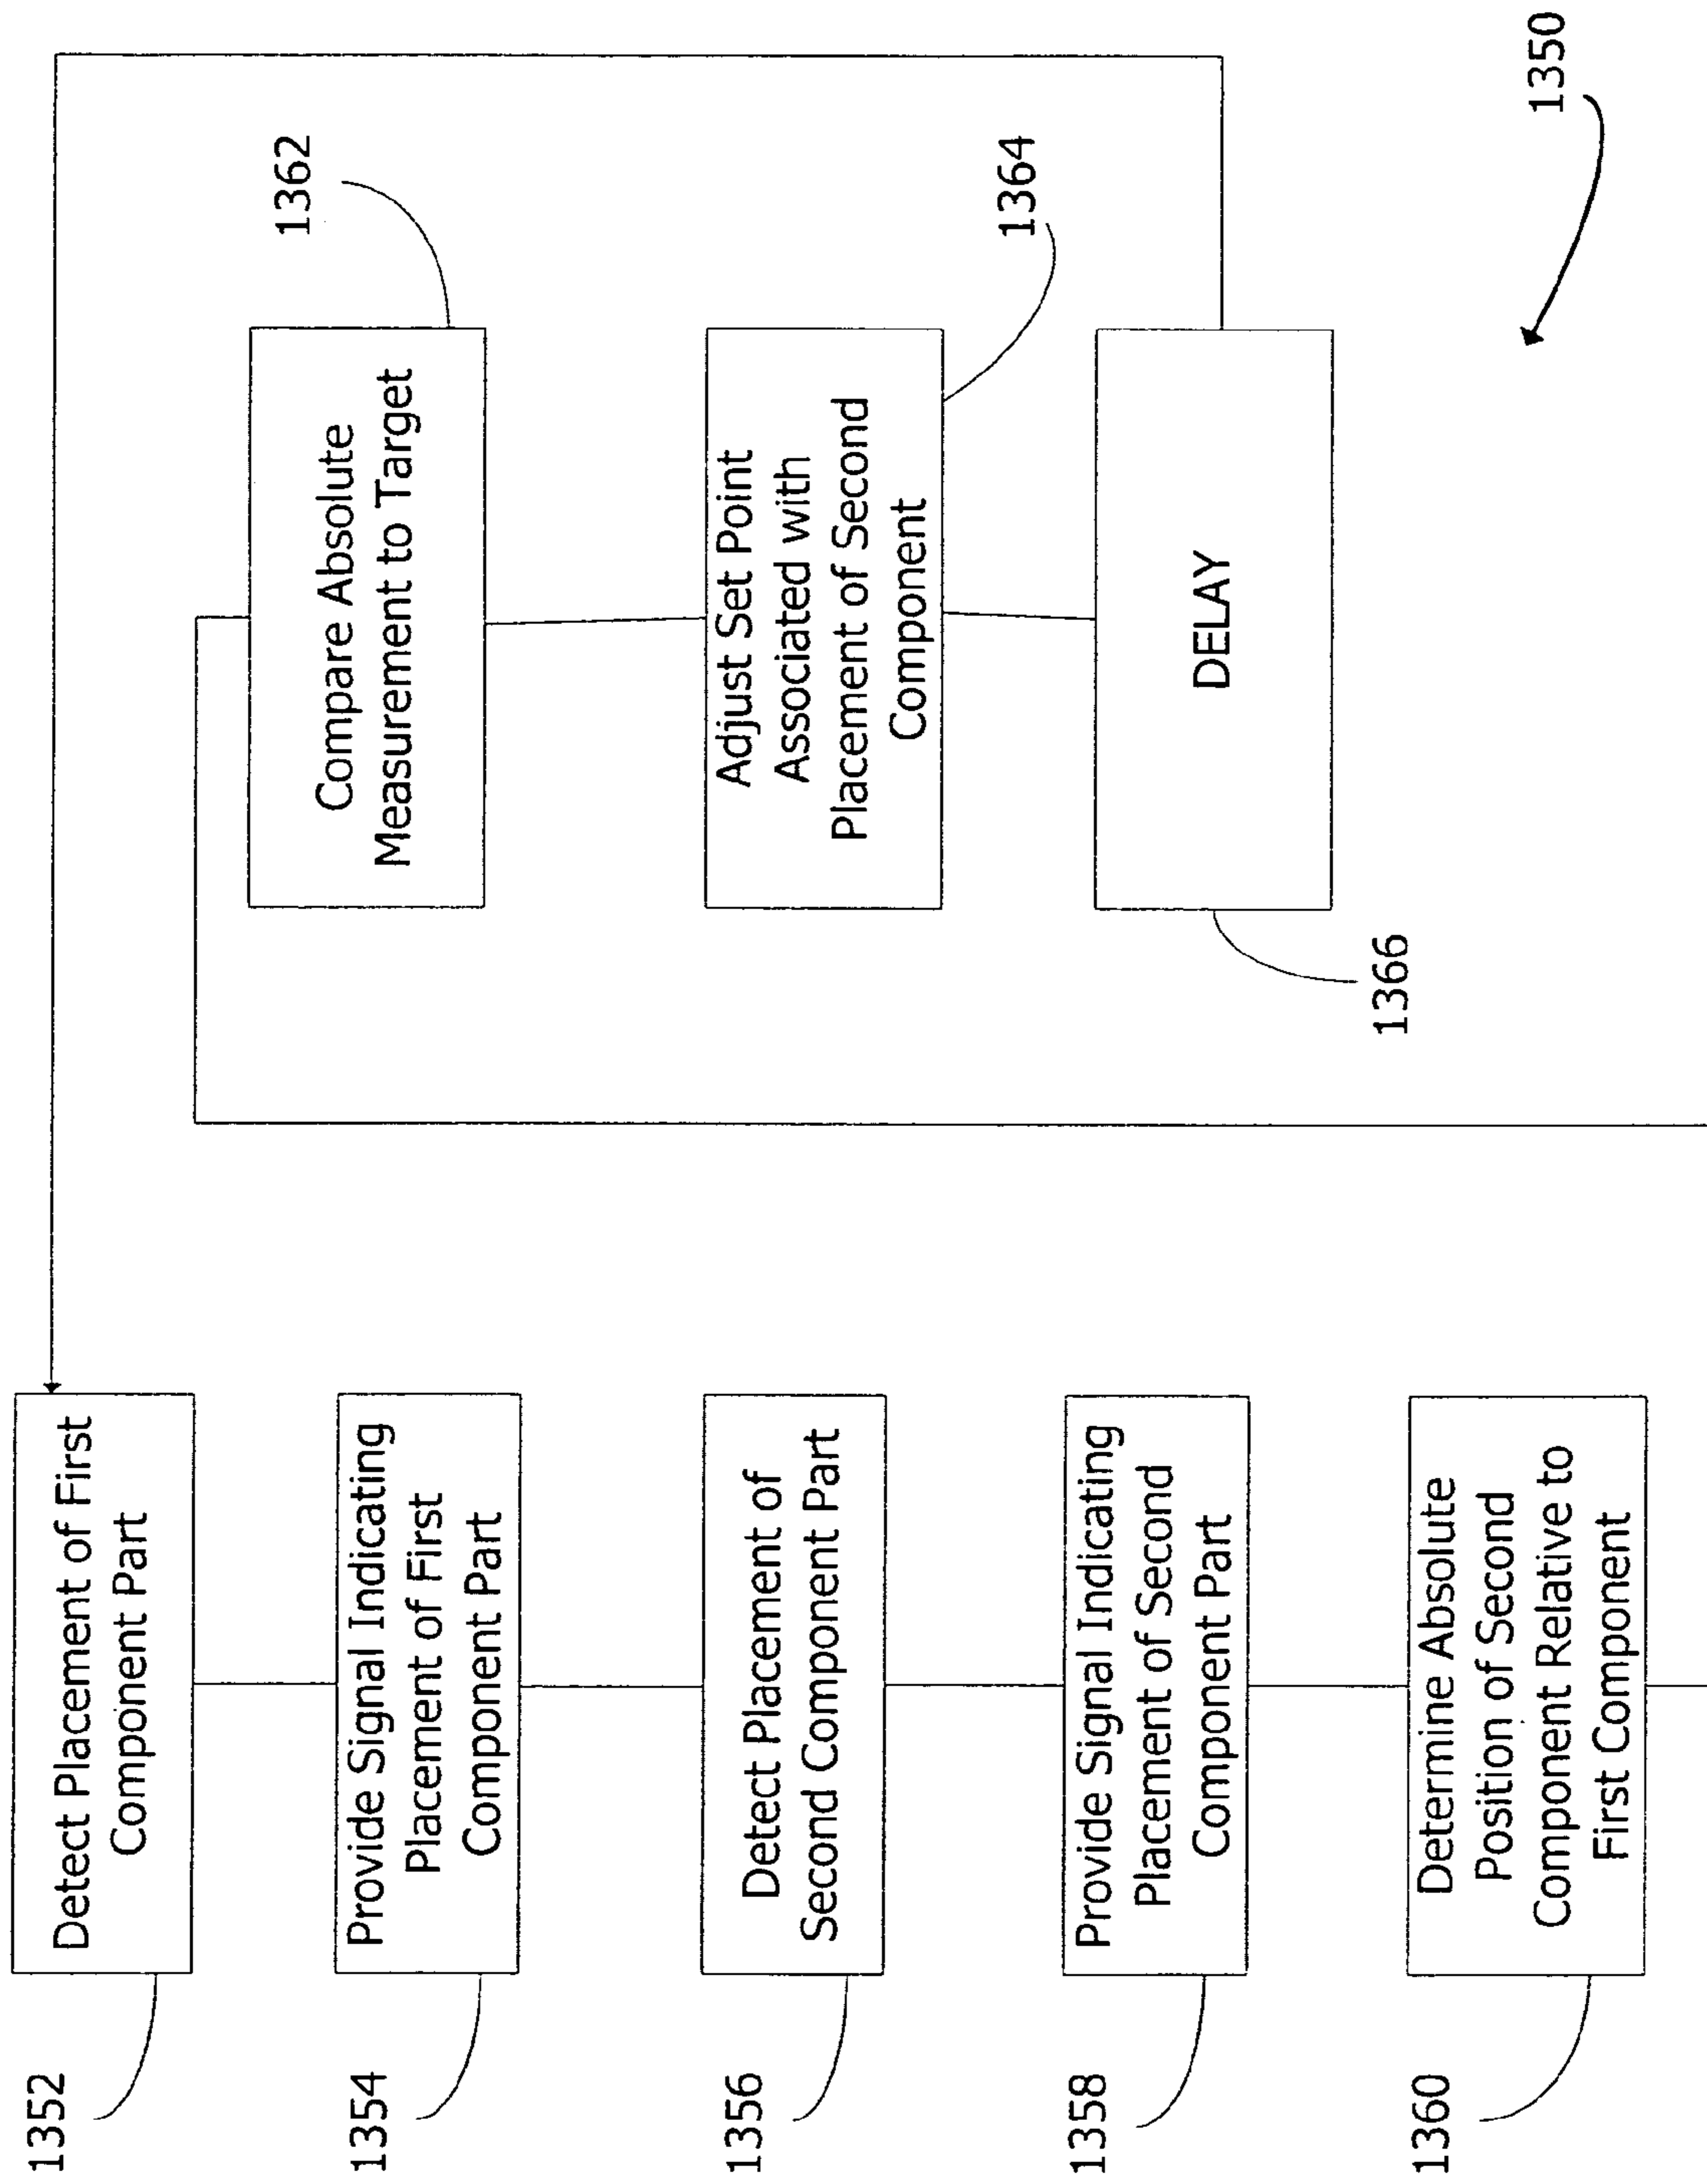 1352
Detect Placement of First
Component Part
1354
Provide Signal Indicating
Placement of First
Component Part
1356
Detect Placement of
Second Component Part
1358
Provide Signal Indicating
Placement of Second
Component Part
1360
Determine Absolute
Position of Second
Component Relative to
First Component
1362
Compare Absolute
Measurement to Target
1364
Adjust Set Point
Associated with
Placement of Second
Component
DELAY
1366
1350